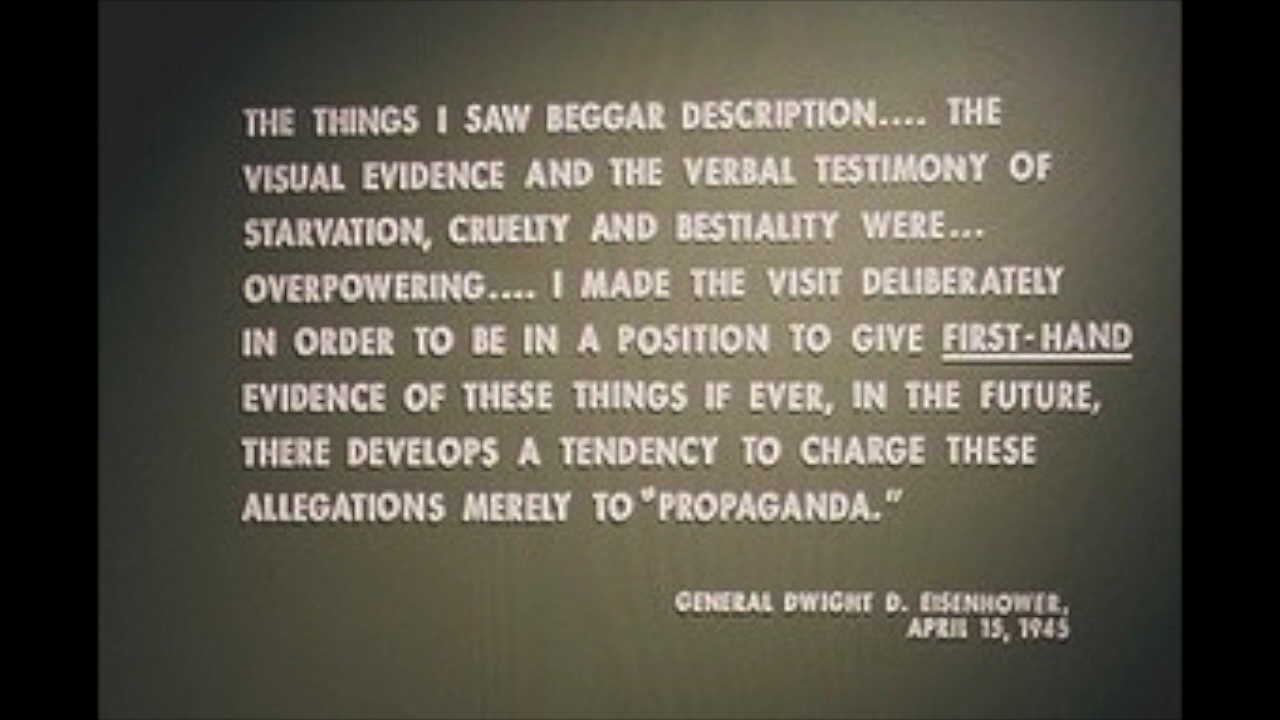 THE THINGS I SAW BEGGAR DESCRIPTION.... THE
VISUAL EVIDENCE AND THE VERBAL TESTIMONY OF
STARVATION, CRUELTY AND BESTIALITY WERE...
OVERPOWERING.... I MADE THE VISIT DELIBERATELY
IN ORDER TO BE IN A POSITION TO GIVE FIRST-HAND
EVIDENCE OF THESE THINGS IF EVER, IN THE FUTURE,
THERE DEVELOPS A TENDENCY TO CHARGE THESE
ALLEGATIONS MERELY TO "PROPAGANDA."
GENERAL DWIGHT D. EISENHOWER,
APRIL 15, 1945